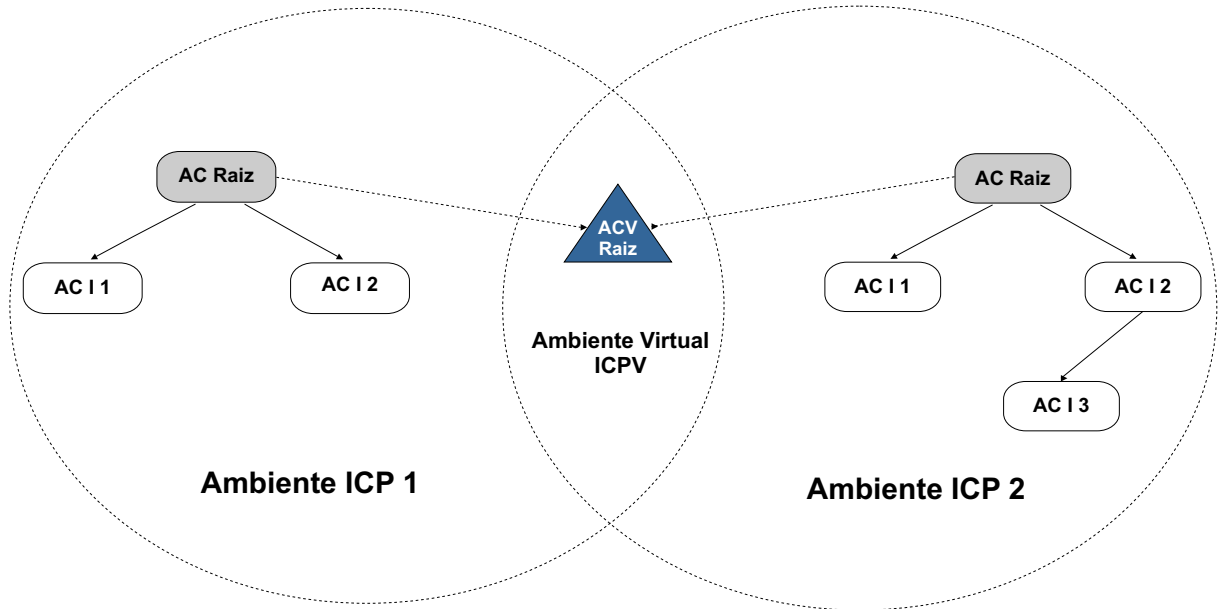 AC Raiz
AC Raiz
ACV
Raiz
AC I 1
AC I 2
AC I 1
AC I 2
Ambiente Virtual
ICPV
AC I 3
Ambiente ICP 1
Ambiente ICP 2